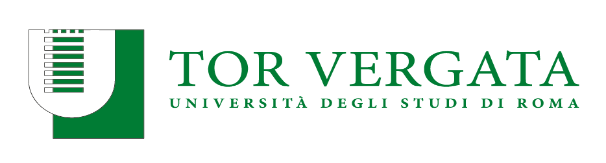 TOR VERGATA
UNIVERSITÀ DEGLI STUDI DI ROMA